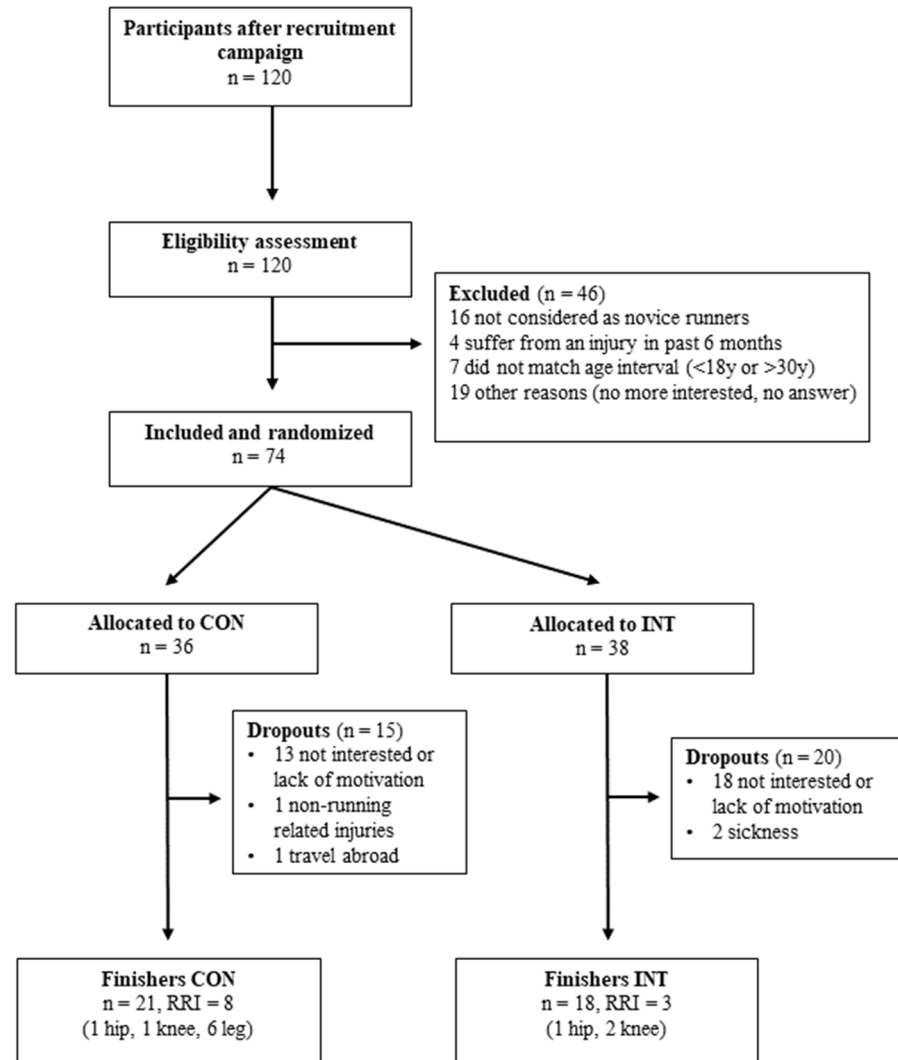 Participants after recruitment
campaign
n = 120
Eligibility assessment
n = 120
Excluded (n = 46)
16 not considered as novice runners
4 suffer from an injury in past 6 months
7 did not match age interval (<18y or >30y)
19 other reasons (no more interested, no answer)
Included and randomized
n = 74
Allocated to CON
n = 36
Allocated to INT
n = 38
Dropouts (n = 15)
• 13 not interested or
lack of motivation
• 1 non-running
related injuries
• 1 travel abroad
Dropouts (n = 20)
• 18 not interested or
lack of motivation
• 2 sickness
Finishers CON
n = 21, RRI = 8
(1 hip, 1 knee, 6 leg)
Finishers INT
n = 18, RRI = 3
(1 hip, 2 knee)